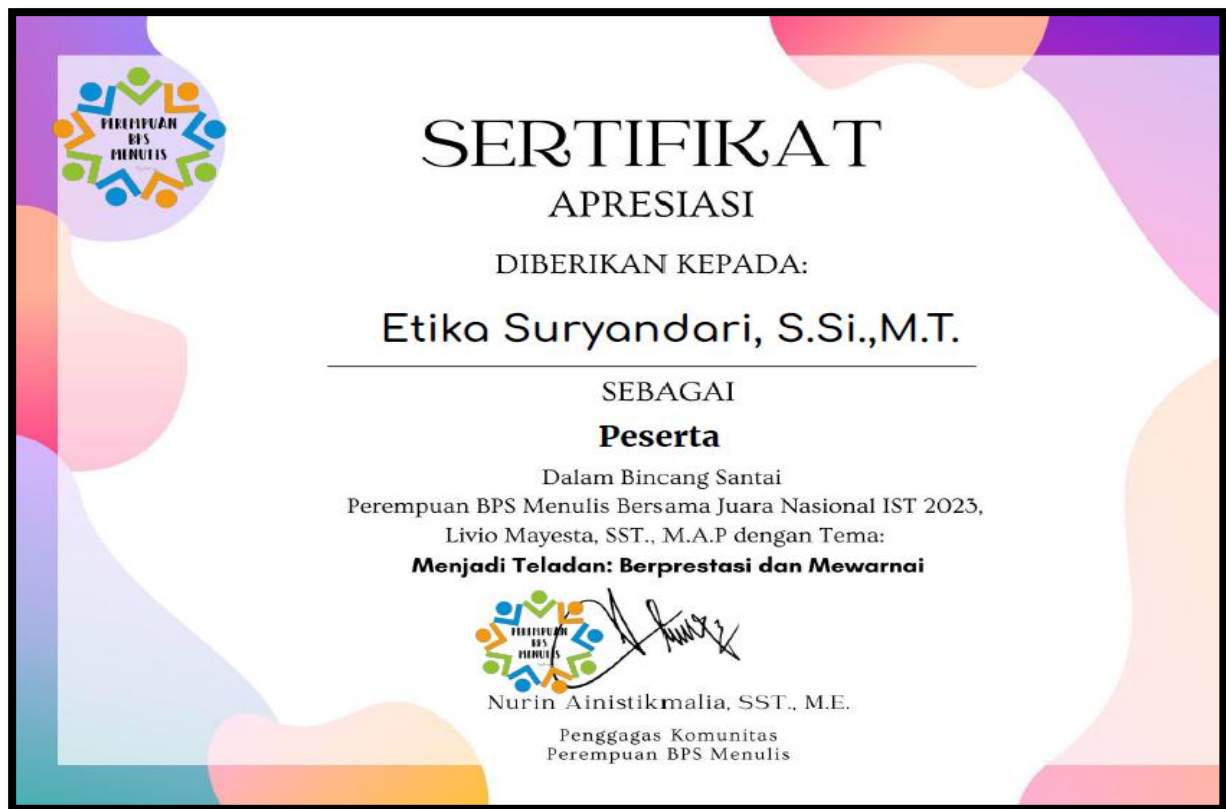 PEREMPUAN
BPS
MENULIS
SERTIFIKAT
APRESIASI
DIBERIKAN KEPADA:
Etika Suryandari, S.Si.,M.T.
SEBAGAI
Peserta
Dalam Bincang Santai
Perempuan BPS Menulis Bersama Juara Nasional IST 2023,
Livio Mayesta, SST., M.A.P dengan Tema:
Menjadi Teladan: Berprestasi dan Mewarnai
PEREMPUAN
BPS
MENULIS
Nurin Ainistikmalia, SST., M.E.
Penggagas Komunitas
Perempuan BPS Menulis